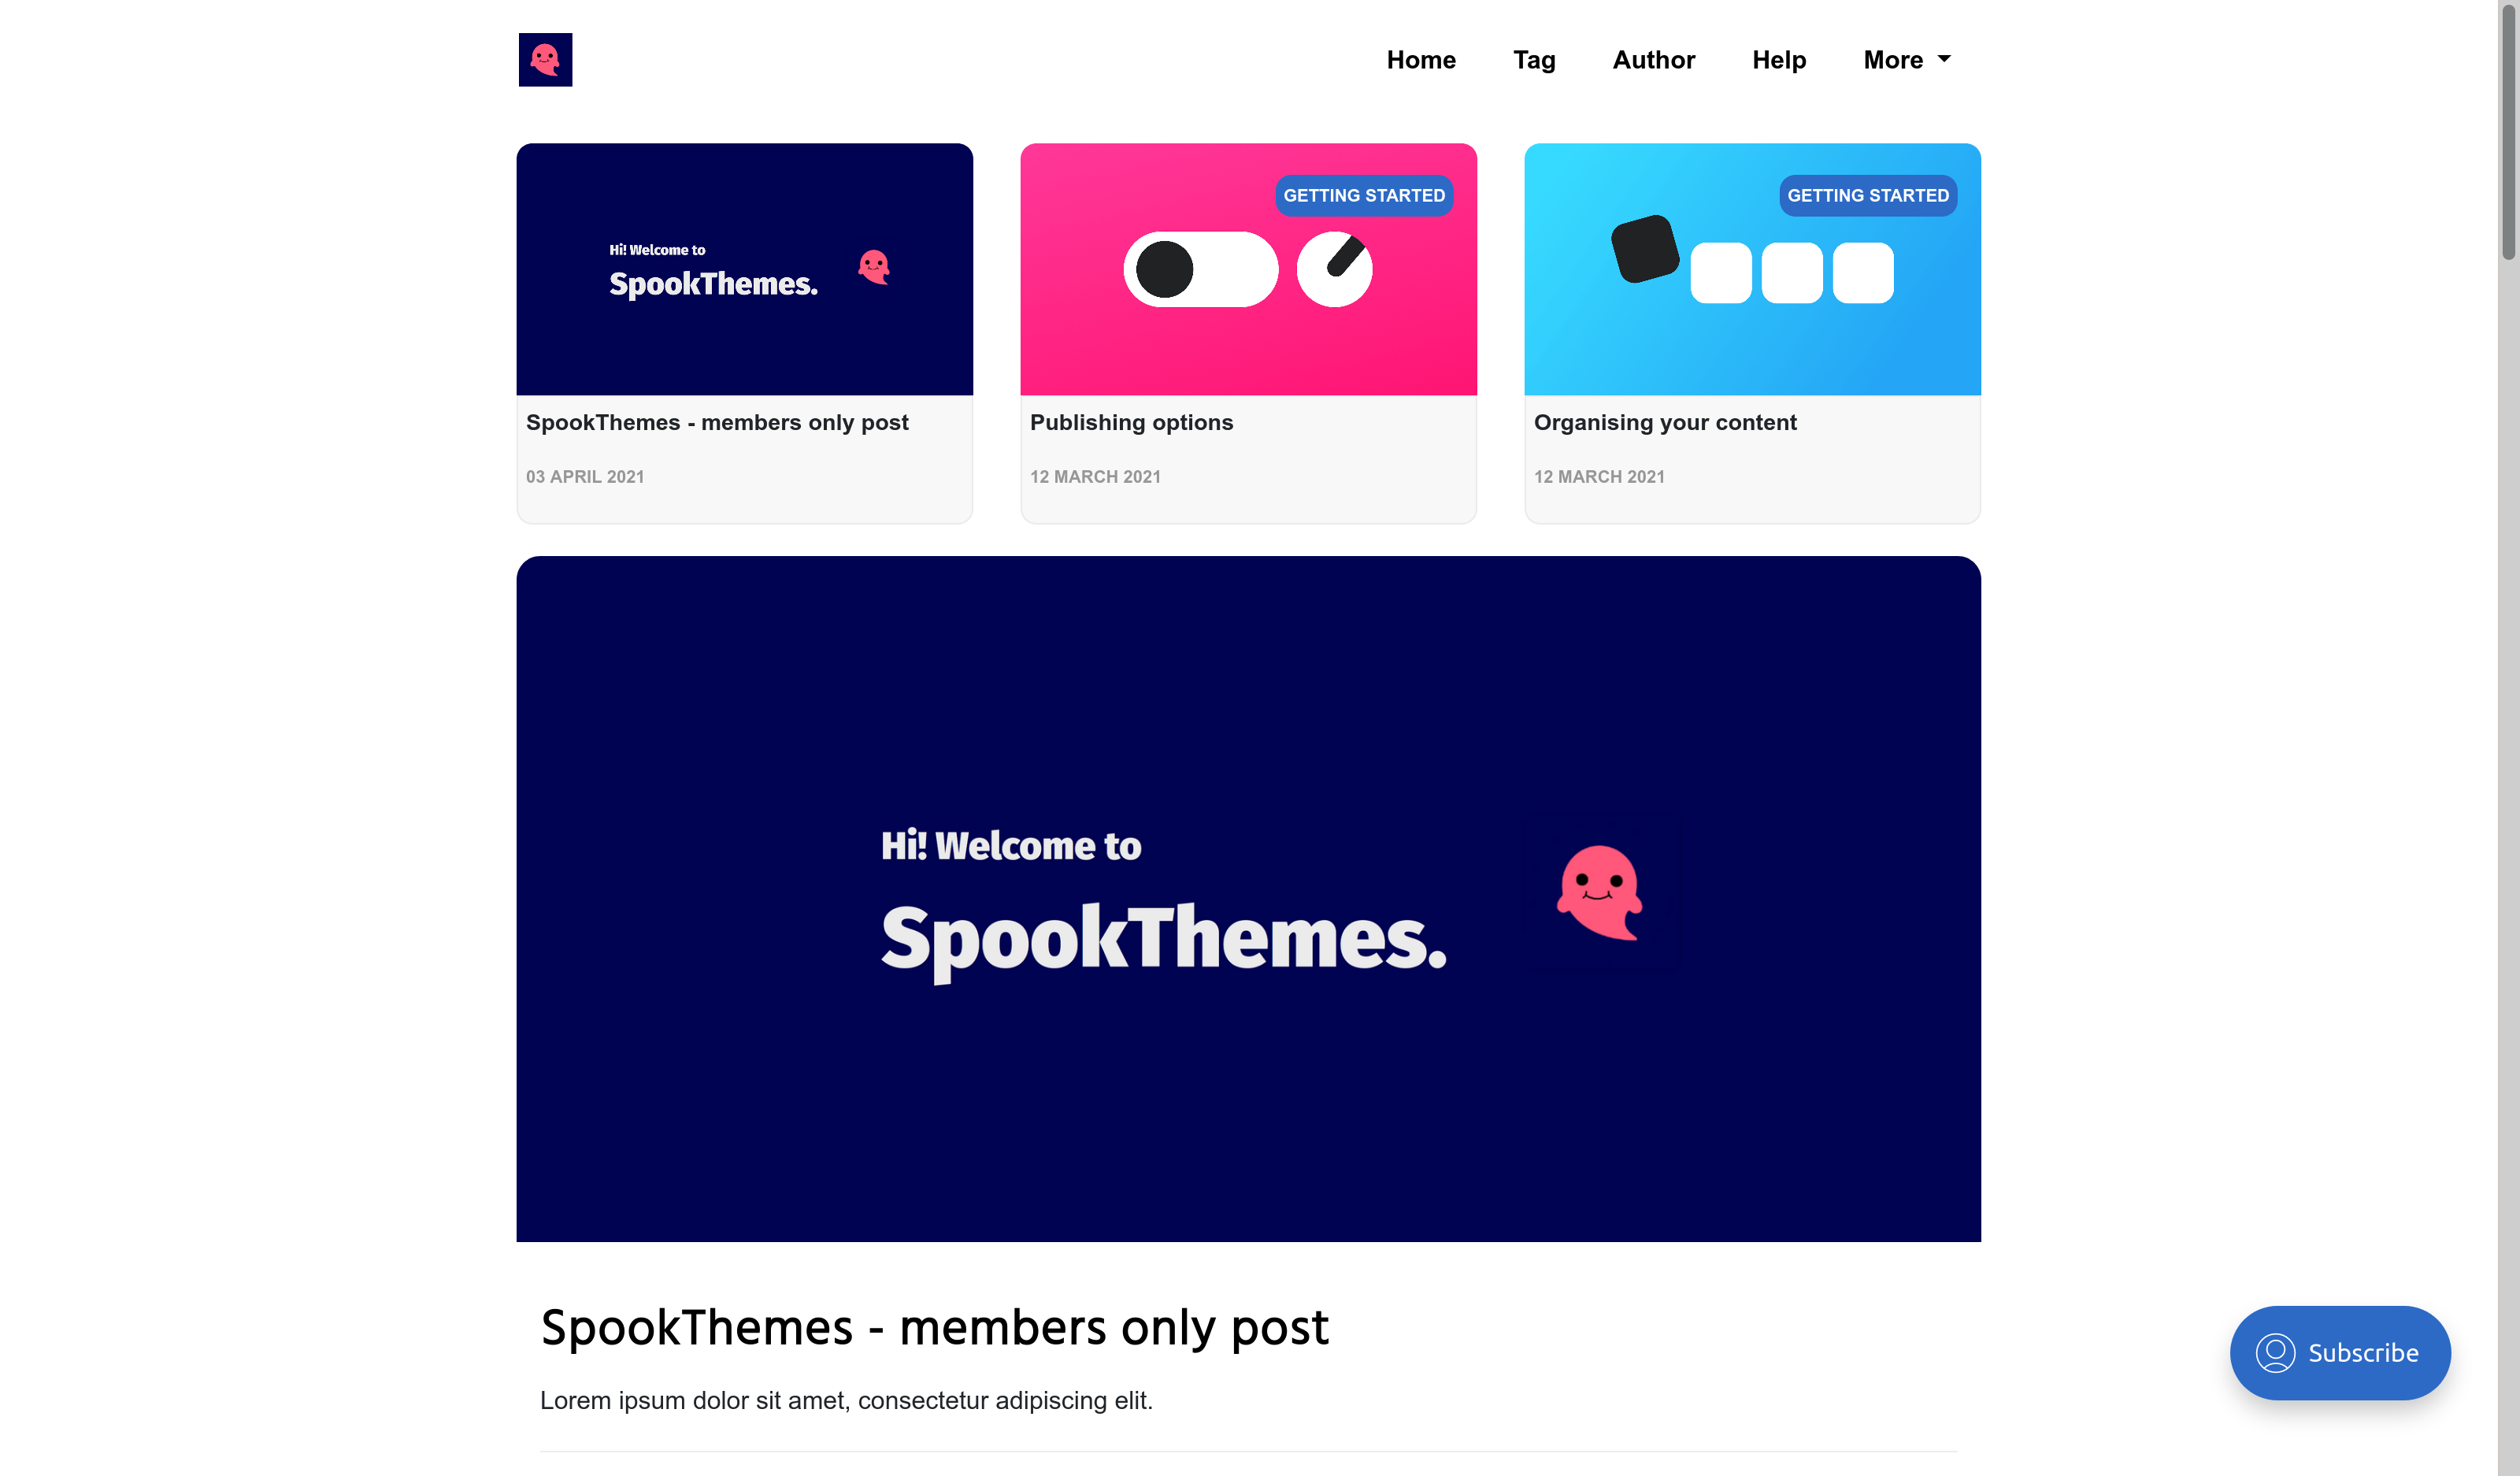 Home Tag Author Help More
Hi! Welcome to
SpookThemes.
SpookThemes - members only post
03 APRIL 2021
GETTING STARTED
Publishing options
12 MARCH 2021
GETTING STARTED
Organising your content
12 MARCH 2021
Hi! Welcome to
SpookThemes.
SpookThemes - members only post
Lorem ipsum dolor sit amet, consectetur adipiscing elit.
Subscribe